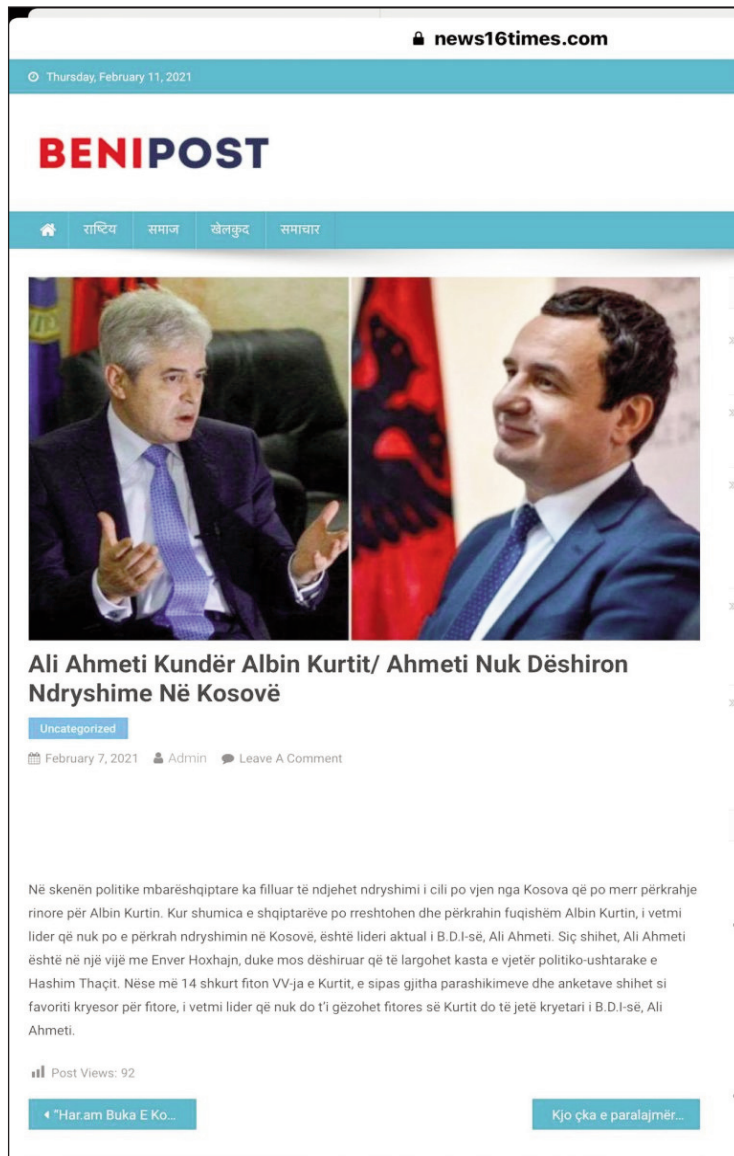 news16times.com
Thursday, February 11, 2021
BENIPOST
राष्टिय समाज खेलकुद समाचार
Ali Ahmeti Kundër Albin Kurtit/ Ahmeti Nuk Dëshiron
Ndryshime Në Kosovë
Uncategorized
February 7, 2021 Admin Leave A Comment
Në skenën politike mbarëshqiptare ka filluar të ndjehet ndryshimi i cili po vjen nga Kosova që po merr përkrahje
rinore për Albin Kurtin. Kur shumica e shqiptarëve po rreshtohen dhe përkrahin fuqishëm Albin Kurtin, i vetmi
lider që nuk po e përkrah ndryshimin në Kosovë, është lideri aktual i B.D.I-së, Ali Ahmeti. Siç shihet, Ali Ahmeti
është në një vijë me Enver Hoxhajn, duke mos dëshiruar që të largohet kasta e vjetër politiko-ushtarake e
Hashim Thaçit. Nëse më 14 shkurt fiton VV-ja e Kurtit, e sipas gjitha parashikimeve dhe anketave shihet si
favoriti kryesor për fitore, i vetmi lider që nuk do t'i gëzohet fitores së Kurtit do të jetë kryetari i B.D.I-së, Ali
Ahmeti.
Post Views: 92
"Har.am Buka E Ko...
Kjo çka e paralajmër...